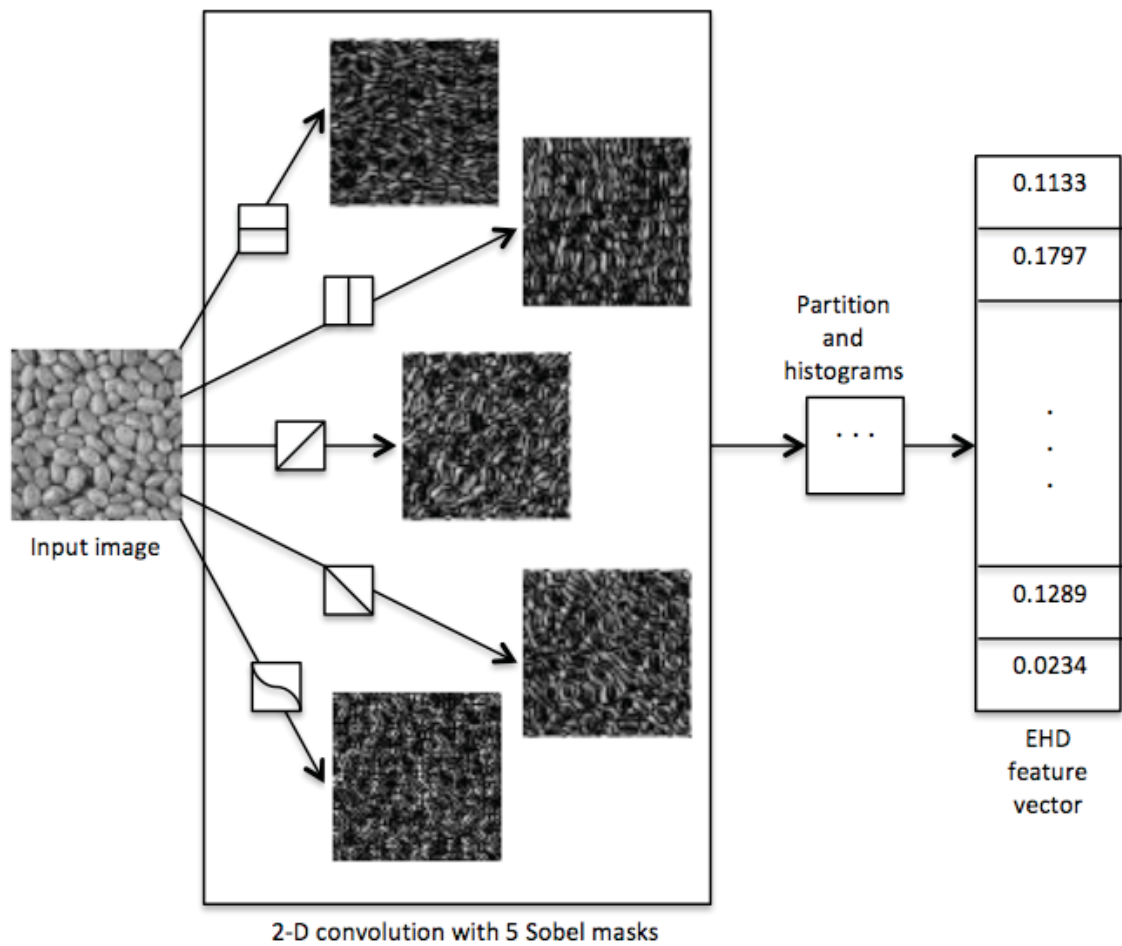 Input image
2-D convolution with 5 Sobel masks
Partition
and
histograms
. . .
0.1133
0.1797
.
.
.
0.1289
0.0234
EHD
feature
vector